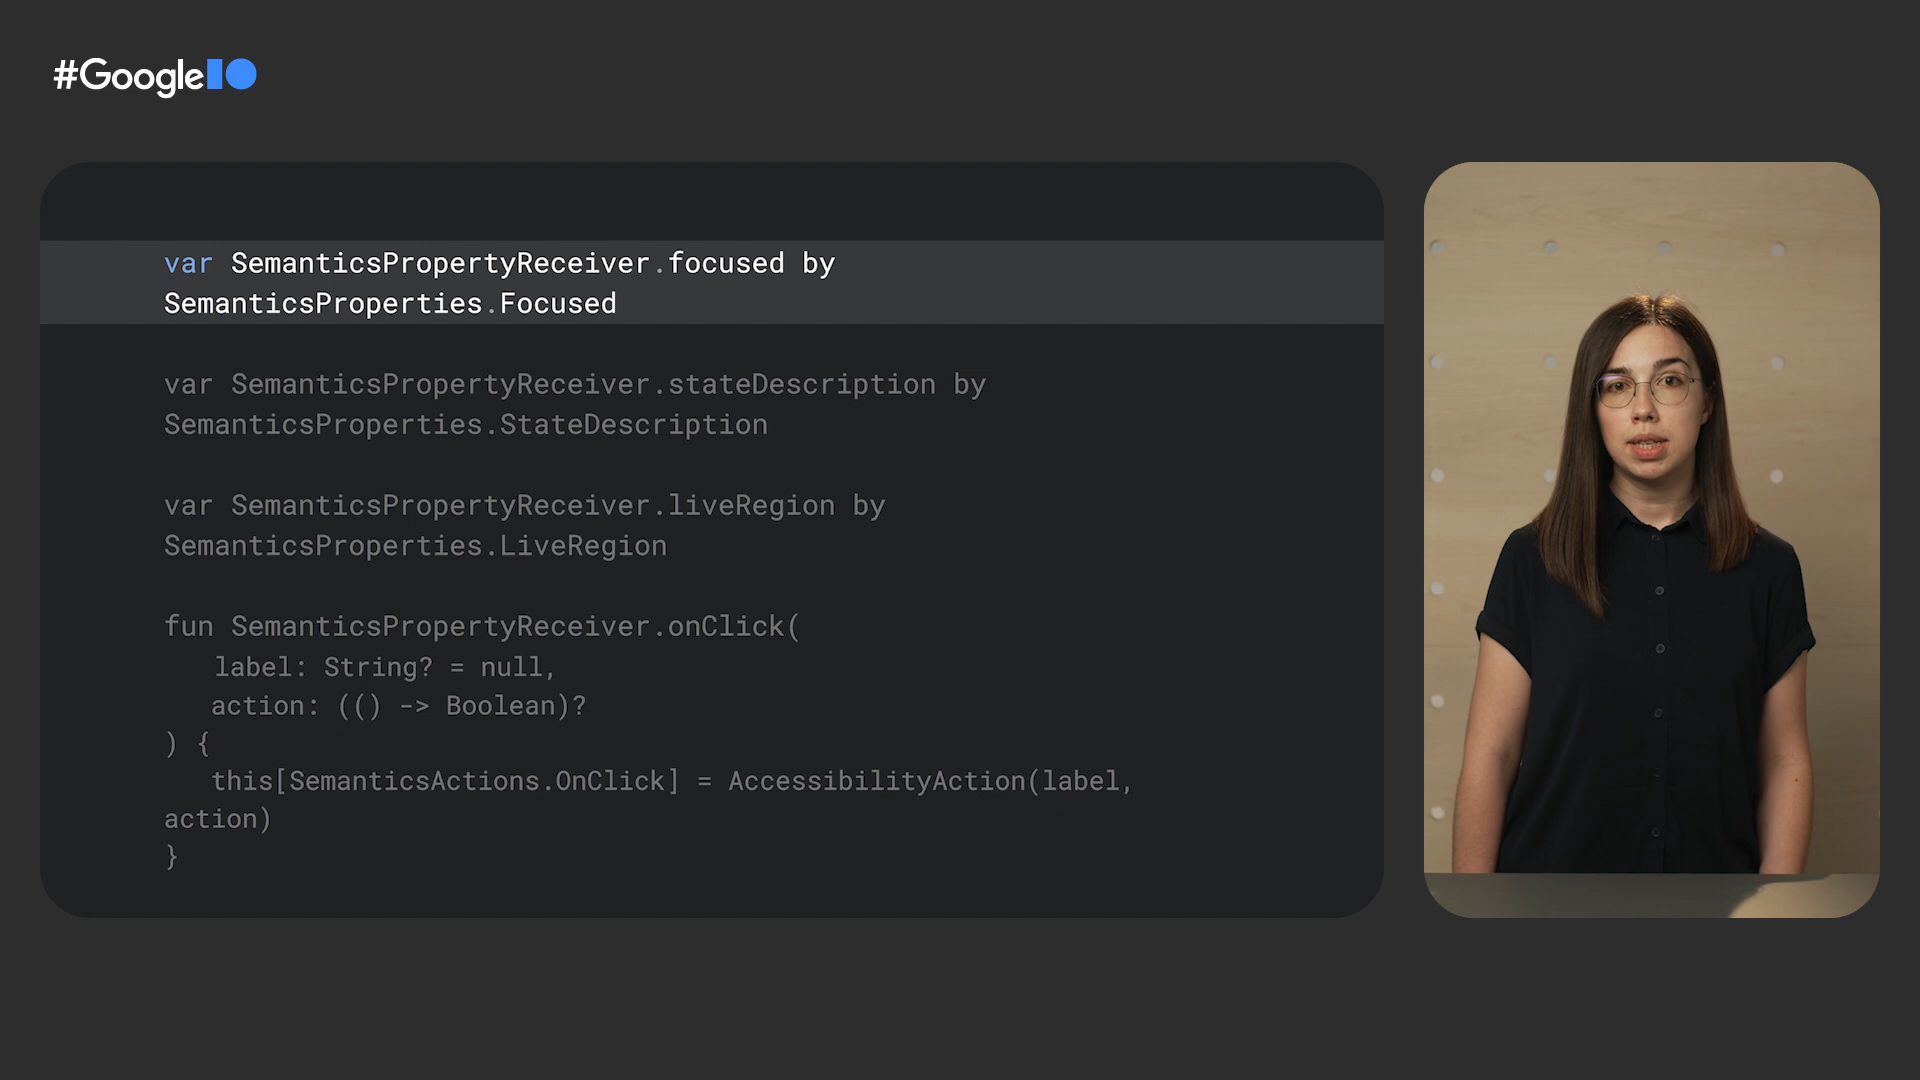 #GoogleIO
var SemanticsPropertyReceiver.focused by
SemanticsProperties.Focused
var SemanticsPropertyReceiver.stateDescription by
SemanticsProperties.StateDescription
var SemanticsPropertyReceiver.liveRegion by
SemanticsProperties.LiveRegion
fun SemanticsPropertyReceiver.onClick(
label: String? = null,
action: (() -> Boolean)?
) {
this[SemanticsActions.OnClick] = AccessibilityAction(label,
action)
}